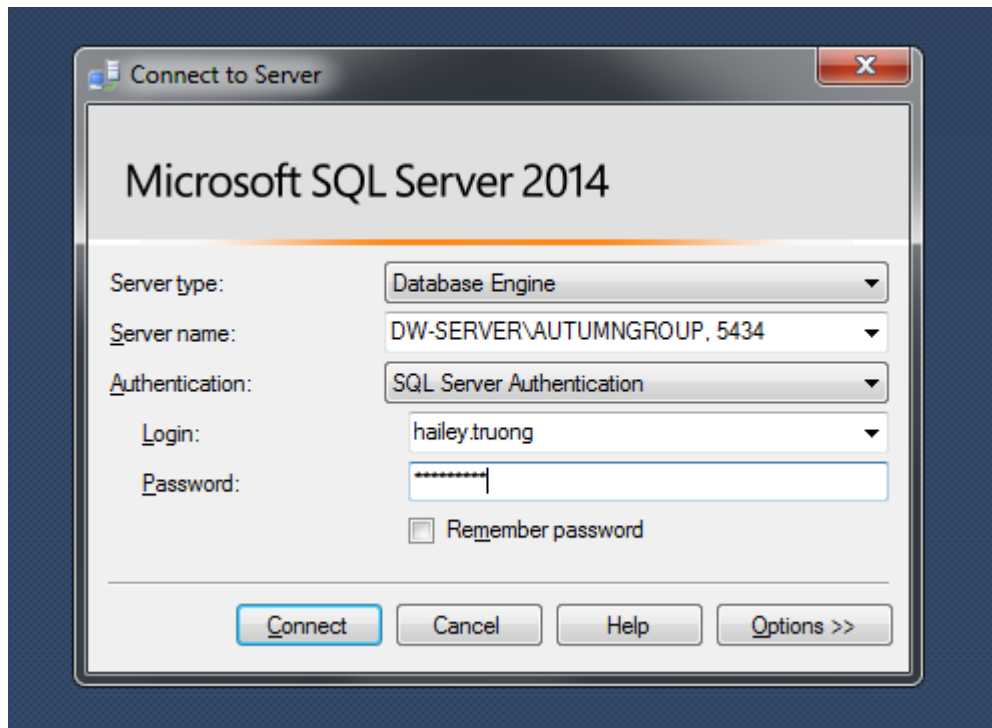 Connect to Server
Microsoft SQL Server 2014
Server type: Database Engine
Server name: DW-SERVER\AUTUMNGROUP, 5434
Authentication: SQL Server Authentication
Login: hailey.truong
Password: *********
Remember password
Connect Cancel Help Options >>